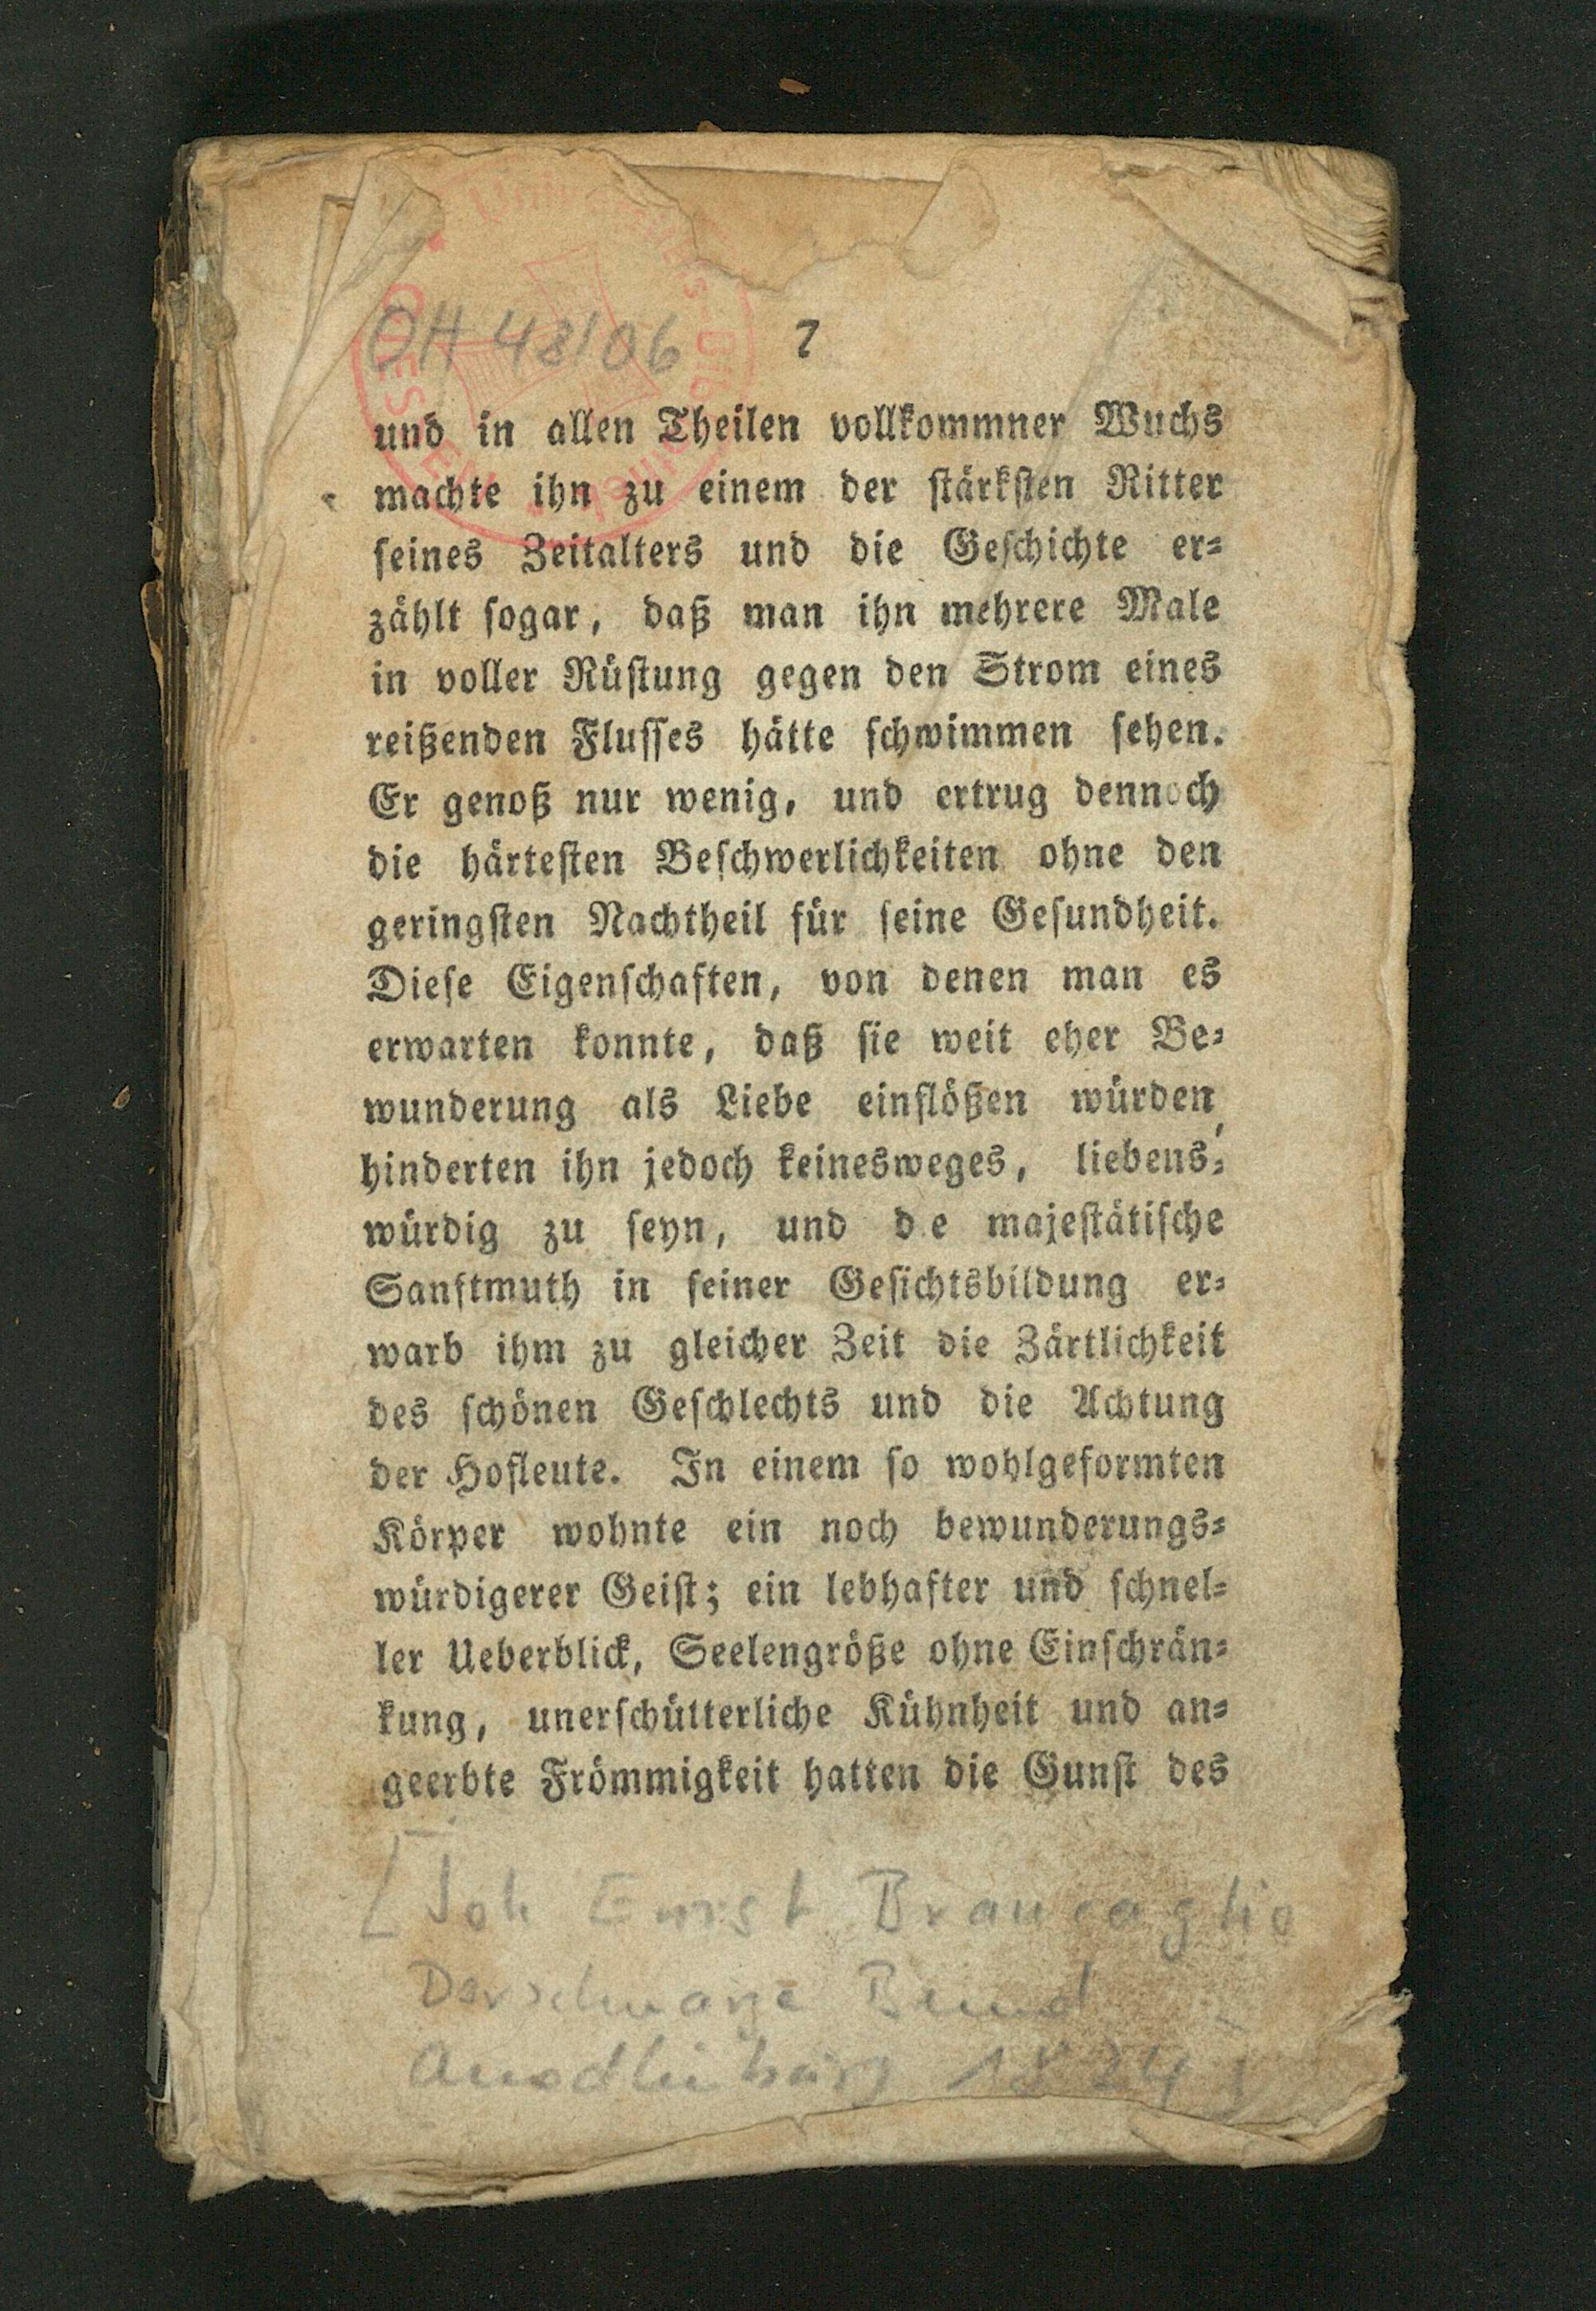 OH 48/06
7
und in allen Theilen vollkommner Wuchs
machte ihn zu einem der stärksten Ritter
seines Zeitalters und die Geschichte er-
zählt sogar, daß man ihn mehrere Male
in voller Rüstung gegen den Strom eines
reißenden Flusses hätte schwimmen sehen.
Er genoß nur wenig, und ertrug dennoch
die härtesten Beschwerlichkeiten ohne den
geringsten Nachtheil für seine Gesundheit.
Diese Eigenschaften, von denen man es
erwarten konnte, daß sie weit eher Be-
wunderung als Liebe einflößen würden,
hinderten ihn jedoch keinesweges, liebens-
würdig zu seyn, und d e majestätische
Sanftmuth in seiner Gesichtsbildung er-
warb ihm zu gleicher Zeit die Zärtlichkeit
des schönen Geschlechts und die Achtung
der Hofleute. In einem so wohlgeformten
Körper wohnte ein noch bewunderungs-
würdigerer Geist; ein lebhafter und schnel-
ler Ueberblick, Seelengröße ohne Einschrän-
kung, unerschütterliche Kühnheit und an-
geerbte Frömmigkeit hatten die Gunst des
[Joh Ernst Braucaglio
Der schwarze Bund
Quedlinburg 1824]